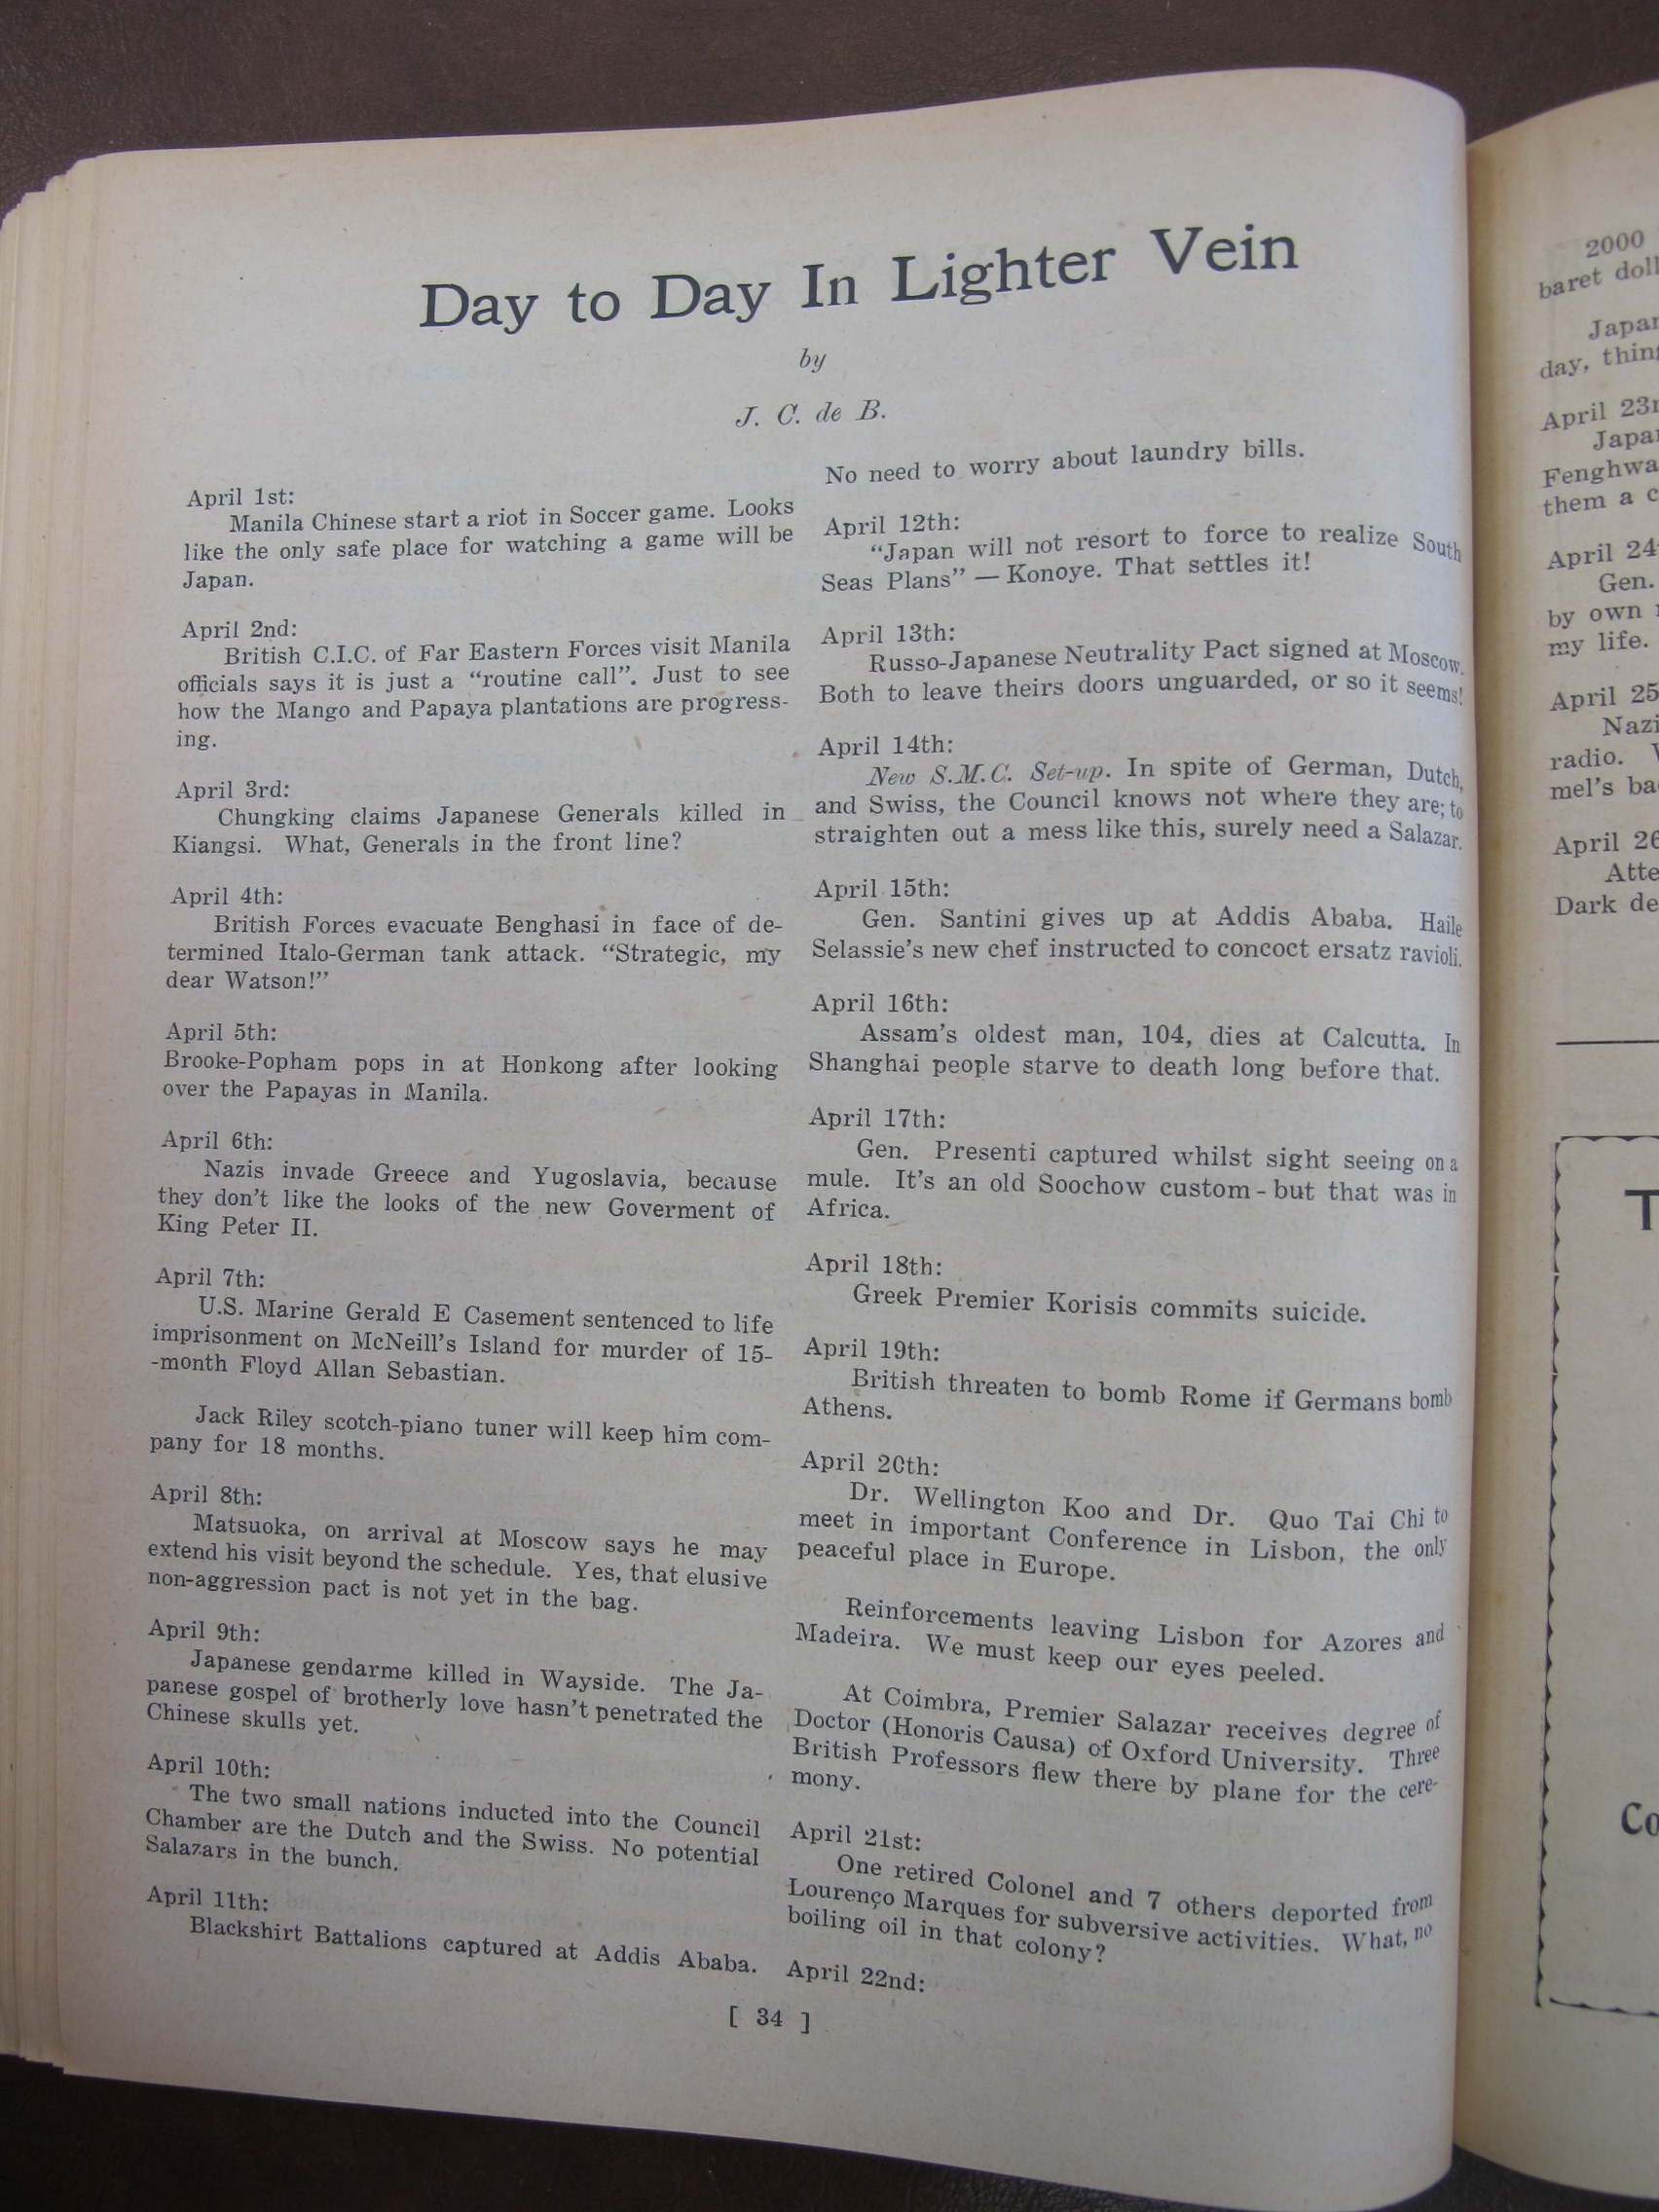 Day to Day In Lighter Vein
by
J. C. de B.
April 1st:
Manila Chinese start a riot in Soccer game. Looks
like the only safe place for watching a game will be
Japan.
April 2nd:
British C.I.C. of Far Eastern Forces visit Manila
officials says it is just a "routine call". Just to see
how the Mango and Papaya plantations are progress-
ing.
April 3rd:
Chungking claims Japanese Generals killed in
Kiangsi. What, Generals in the front line?
April 4th:
British Forces evacuate Benghasi in face of de-
termined Italo-German tank attack. "Strategic, my
dear Watson!"
April 5th:
Brooke-Popham pops in at Honkong after looking
over the Papayas in Manila.
April 6th:
Nazis invade Greece and Yugoslavia, because
they don't like the looks of the new Goverment of
King Peter II.
April 7th:
U.S. Marine Gerald E Casement sentenced to life
imprisonment on McNeill's Island for murder of 15-
-month Floyd Allan Sebastian.
Jack Riley scotch-piano tuner will keep him com-
pany for 18 months.
April 8th:
Matsuoka, on arrival at Moscow says he may
extend his visit beyond the schedule. Yes, that elusive
non-aggression pact is not yet in the bag.
April 9th:
Japanese gendarme killed in Wayside. The Ja-
panese gospel of brotherly love hasn't penetrated the
Chinese skulls yet.
April 10th:
The two small nations inducted into the Council
Chamber are the Dutch and the Swiss. No potential
Salazars in the bunch.
April 11th:
Blackshirt Battalions captured at Addis Ababa.
No need to worry about laundry bills.
April 12th:
"Japan will not resort to force to realize South
Seas Plans" — Konoye. That settles it!
April 13th:
Russo-Japanese Neutrality Pact signed at Moscow.
Both to leave theirs doors unguarded, or so it seems!
April 14th:
New S.M.C. Set-up. In spite of German, Dutch,
and Swiss, the Council knows not where they are; to
straighten out a mess like this, surely need a Salazar.
April 15th:
Gen. Santini gives up at Addis Ababa. Haile
Selassie's new chef instructed to concoct ersatz ravioli.
April 16th:
Assam's oldest man, 104, dies at Calcutta. In
Shanghai people starve to death long before that.
April 17th:
Gen. Presenti captured whilst sight seeing on a
mule. It's an old Soochow custom - but that was in
Africa.
April 18th:
Greek Premier Korisis commits suicide.
April 19th:
British threaten to bomb Rome if Germans bomb
Athens.
April 20th:
Dr. Wellington Koo and Dr. Quo Tai Chi to
meet in important Conference in Lisbon, the only
peaceful place in Europe.
Reinforcements leaving Lisbon for Azores and
Madeira. We must keep our eyes peeled.
At Coimbra, Premier Salazar receives degree of
Doctor (Honoris Causa) of Oxford University. Three
British Professors flew there by plane for the cere-
mony.
April 21st:
One retired Colonel and 7 others deported from
Lourenço Marques for subversive activities. What, no
boiling oil in that colony?
April 22nd:
[ 34 ]
2000
baret
day,
April
Fenghwa
them a
April 24
Gen.
by own
my life.
April 25
radio.
mel's
April 26
Dark